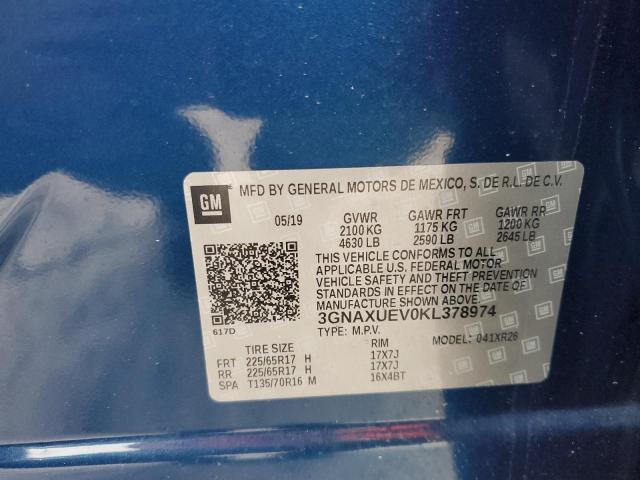 GM MFD BY GENERAL MOTORS DE MEXICO, S. DE R.L. DE C.V.
05/19 GVWR GAWR FRT GAWR RR
2100 KG 1175 KG 1200 KG
4630 LB 2590 LB 2645 LB
THIS VEHICLE CONFORMS TO ALL
APPLICABLE U.S. FEDERAL MOTOR
VEHICLE SAFETY AND THEFT PREVENTION
STANDARDS IN EFFECT ON THE DATE OF
MANUFACTURE SHOWN ABOVE.
617D 3GNAXUEV0KL378974
TYPE: M.P.V. MODEL: 041XR26
TIRE SIZE RIM
FRT 225/65R17 H 17X7J
RR 225/65R17 H 17X7J
SPA T135/70R16 M 16X4BT